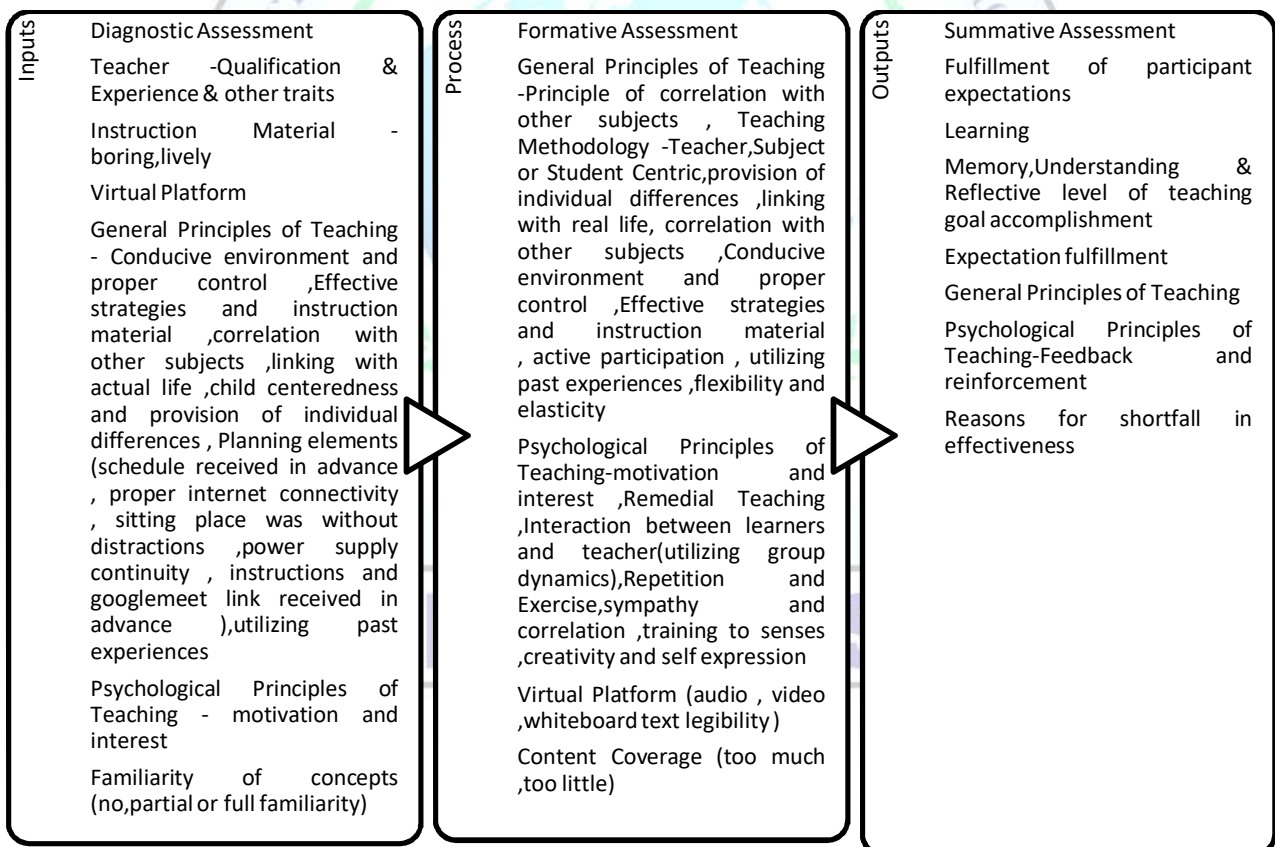 Inputs
Diagnostic Assessment
Teacher -Qualification &
Experience & other traits
Instruction Material -
boring,lively
Virtual Platform
General Principles of Teaching
- Conducive environment and
proper control ,Effective
strategies and instruction
material ,correlation with
other subjects ,linking with
actual life ,child centeredness
and provision of individual
differences , Planning elements
(schedule received in advance
, proper internet connectivity
, sitting place was without
distractions ,power supply
continuity , instructions and
googlemeet link received in
advance ),utilizing past
experiences
Psychological Principles of
Teaching - motivation and
interest
Familiarity of concepts
(no,partial or full familiarity)
Process
Formative Assessment
General Principles of Teaching
-Principle of correlation with
other subjects , Teaching
Methodology -Teacher,Subject
or Student Centric,provision of
individual differences ,linking
with real life, correlation with
other subjects ,Conducive
environment and proper
control ,Effective strategies
and instruction material
, active participation , utilizing
past experiences ,flexibility and
elasticity
Psychological Principles of
Teaching-motivation and
interest ,Remedial Teaching
,Interaction between learners
and teacher(utilizing group
dynamics),Repetition and
Exercise,sympathy and
correlation ,training to senses
,creativity and self expression
Virtual Platform (audio , video
,whiteboard text legibility )
Content Coverage (too much
,too little)
Outputs
Summative Assessment
Fulfillment of participant
expectations
Learning
Memory,Understanding &
Reflective level of teaching
goal accomplishment
Expectation fulfillment
General Principles of Teaching
Psychological Principles of
Teaching-Feedback and
reinforcement
Reasons for shortfall in
effectiveness